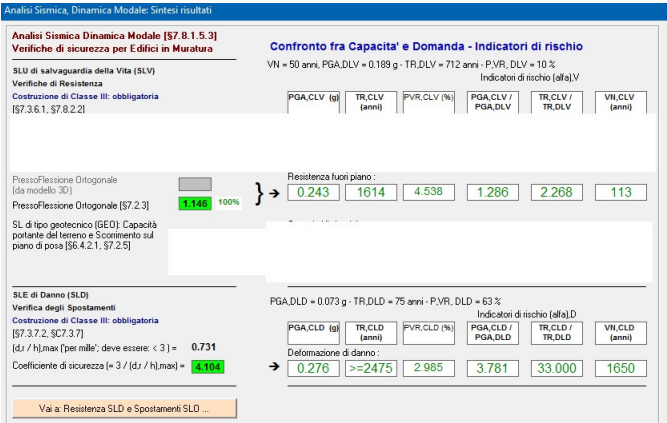 Analisi Sismica, Dinamica Modale: Sintesi risultati
Analisi Sismica Dinamica Modale [§7.8.1.5.3]
Verifiche di sicurezza per Edifici in Muratura
Confronto fra Capacita' e Domanda - Indicatori di rischio
VN = 50 anni, PGA,DLV = 0.189 g - TR,DLV = 712 anni - P,VR, DLV = 10 %
Indicatori di rischio (alfa),V
SLU di salvaguardia della Vita (SLV)
Verifiche di Resistenza
Costruzione di Classe III: obbligatoria
[§7.3.6.1, §7.8.2.2]
PGA,CLV (g) TR,CLV (anni) PVR,CLV (%) PGA,CLV / PGA,DLV TR,CLV / TR,DLV VN,CLV (anni)
PressoFlessione Ortogonale
(da modello 3D)
PressoFlessione Ortogonale [§7.2.3] 1.146 100%
Resistenza fuori piano :
0.243 1614 4.538 1.286 2.268 113
SL di tipo geotecnico (GEO): Capacità
portante del terreno e Scorrimento sul
piano di posa [§6.4.2.1, §7.2.5]
SLE di Danno (SLD)
Verifica degli Spostamenti
Costruzione di Classe III: obbligatoria
[§7.3.7.2, §C7.3.7]
(d,r / h),max ('per mille'; deve essere: < 3 ) = 0.731
Coefficiente di sicurezza (= 3 / (d,r / h),max) = 4.104
PGA,DLD = 0.073 g - TR,DLD = 75 anni - P,VR, DLD = 63 %
Indicatori di rischio (alfa),D
PGA,CLD (g) TR,CLD (anni) PVR,CLD (%) PGA,CLD / PGA,DLD TR,CLD / TR,DLD VN,CLD (anni)
Deformazione di danno :
0.276 >=2475 2.985 3.781 33.000 1650
Vai a: Resistenza SLD e Spostamenti SLO ...